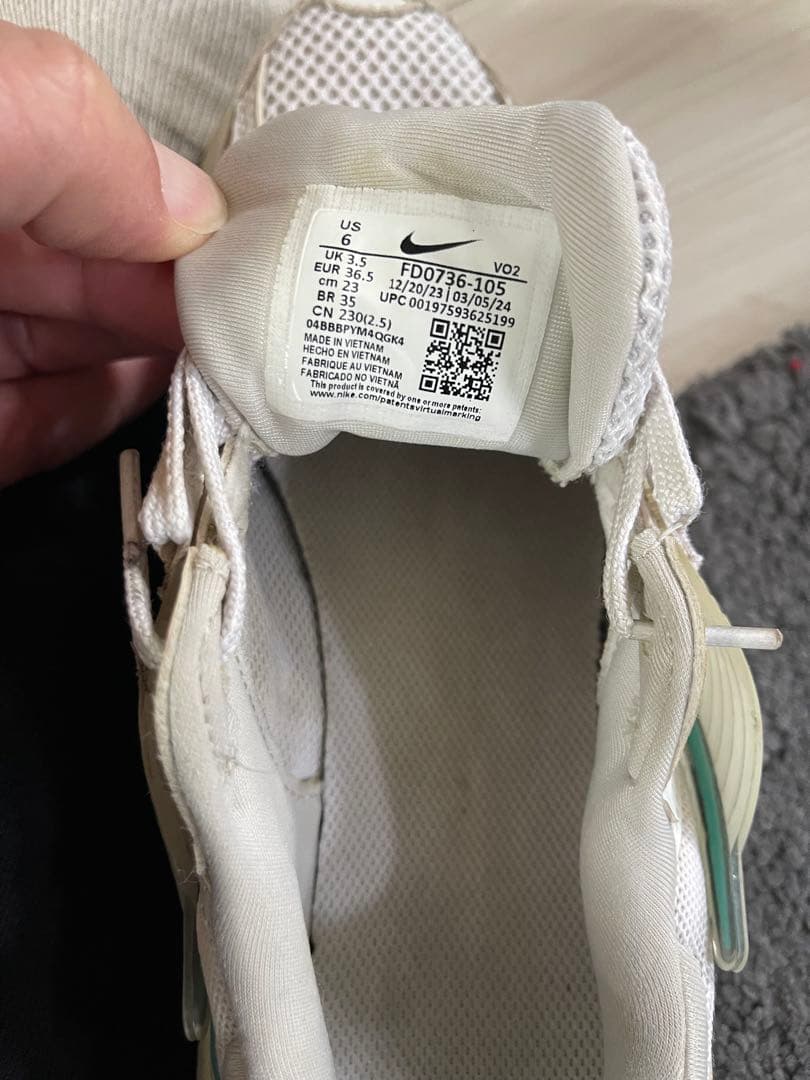 US
6
UK 3.5
EUR 36.5
cm 23
BR 35
CN 230(2.5)
VO2
FD0736-105
12/20/23 | 03/05/24
UPC 00197593625199
04BBBPYM4QGK4
MADE IN VIETNAM
HECHO EN VIETNAM
FABRIQUE AU VIETNAM
FABRICADO NO VIETNÃ
This product is covered by one or more patents:
www.nike.com/patentsvirtualmarking